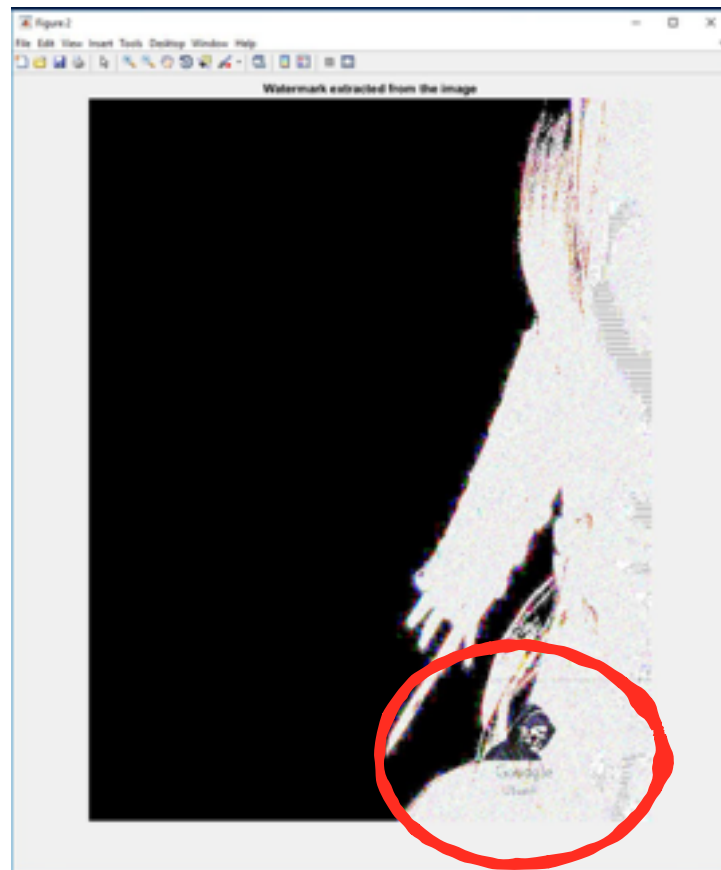 Figure 2
File Edit View Insert Tools Desktop Window Help
Watermark extracted from the image